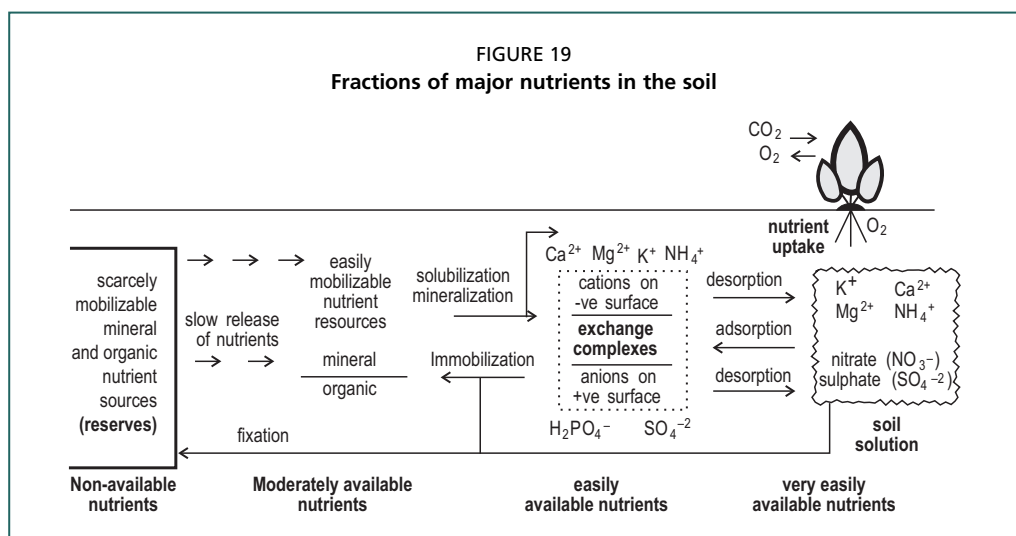 FIGURE 19
Fractions of major nutrients in the soil
CO₂
O₂
nutrient
uptake
O₂
scarcely
mobilizable
mineral
and organic
nutrient
sources
(reserves)
slow release
of nutrients
easily
mobilizable
nutrient
resources
mineral
organic
solubilization
mineralization
Immobilization
Ca²⁺ Mg²⁺ K⁺ NH₄⁺
cations on
-ve surface
exchange
complexes
anions on
+ve surface
H₂PO₄⁻ SO₄⁻²
desorption
adsorption
desorption
K⁺ Ca²⁺
Mg²⁺ NH₄⁺
nitrate (NO₃⁻)
sulphate (SO₄⁻²)
soil
solution
fixation
Non-available
nutrients
Moderately available
nutrients
easily
available nutrients
very easily
available nutrients